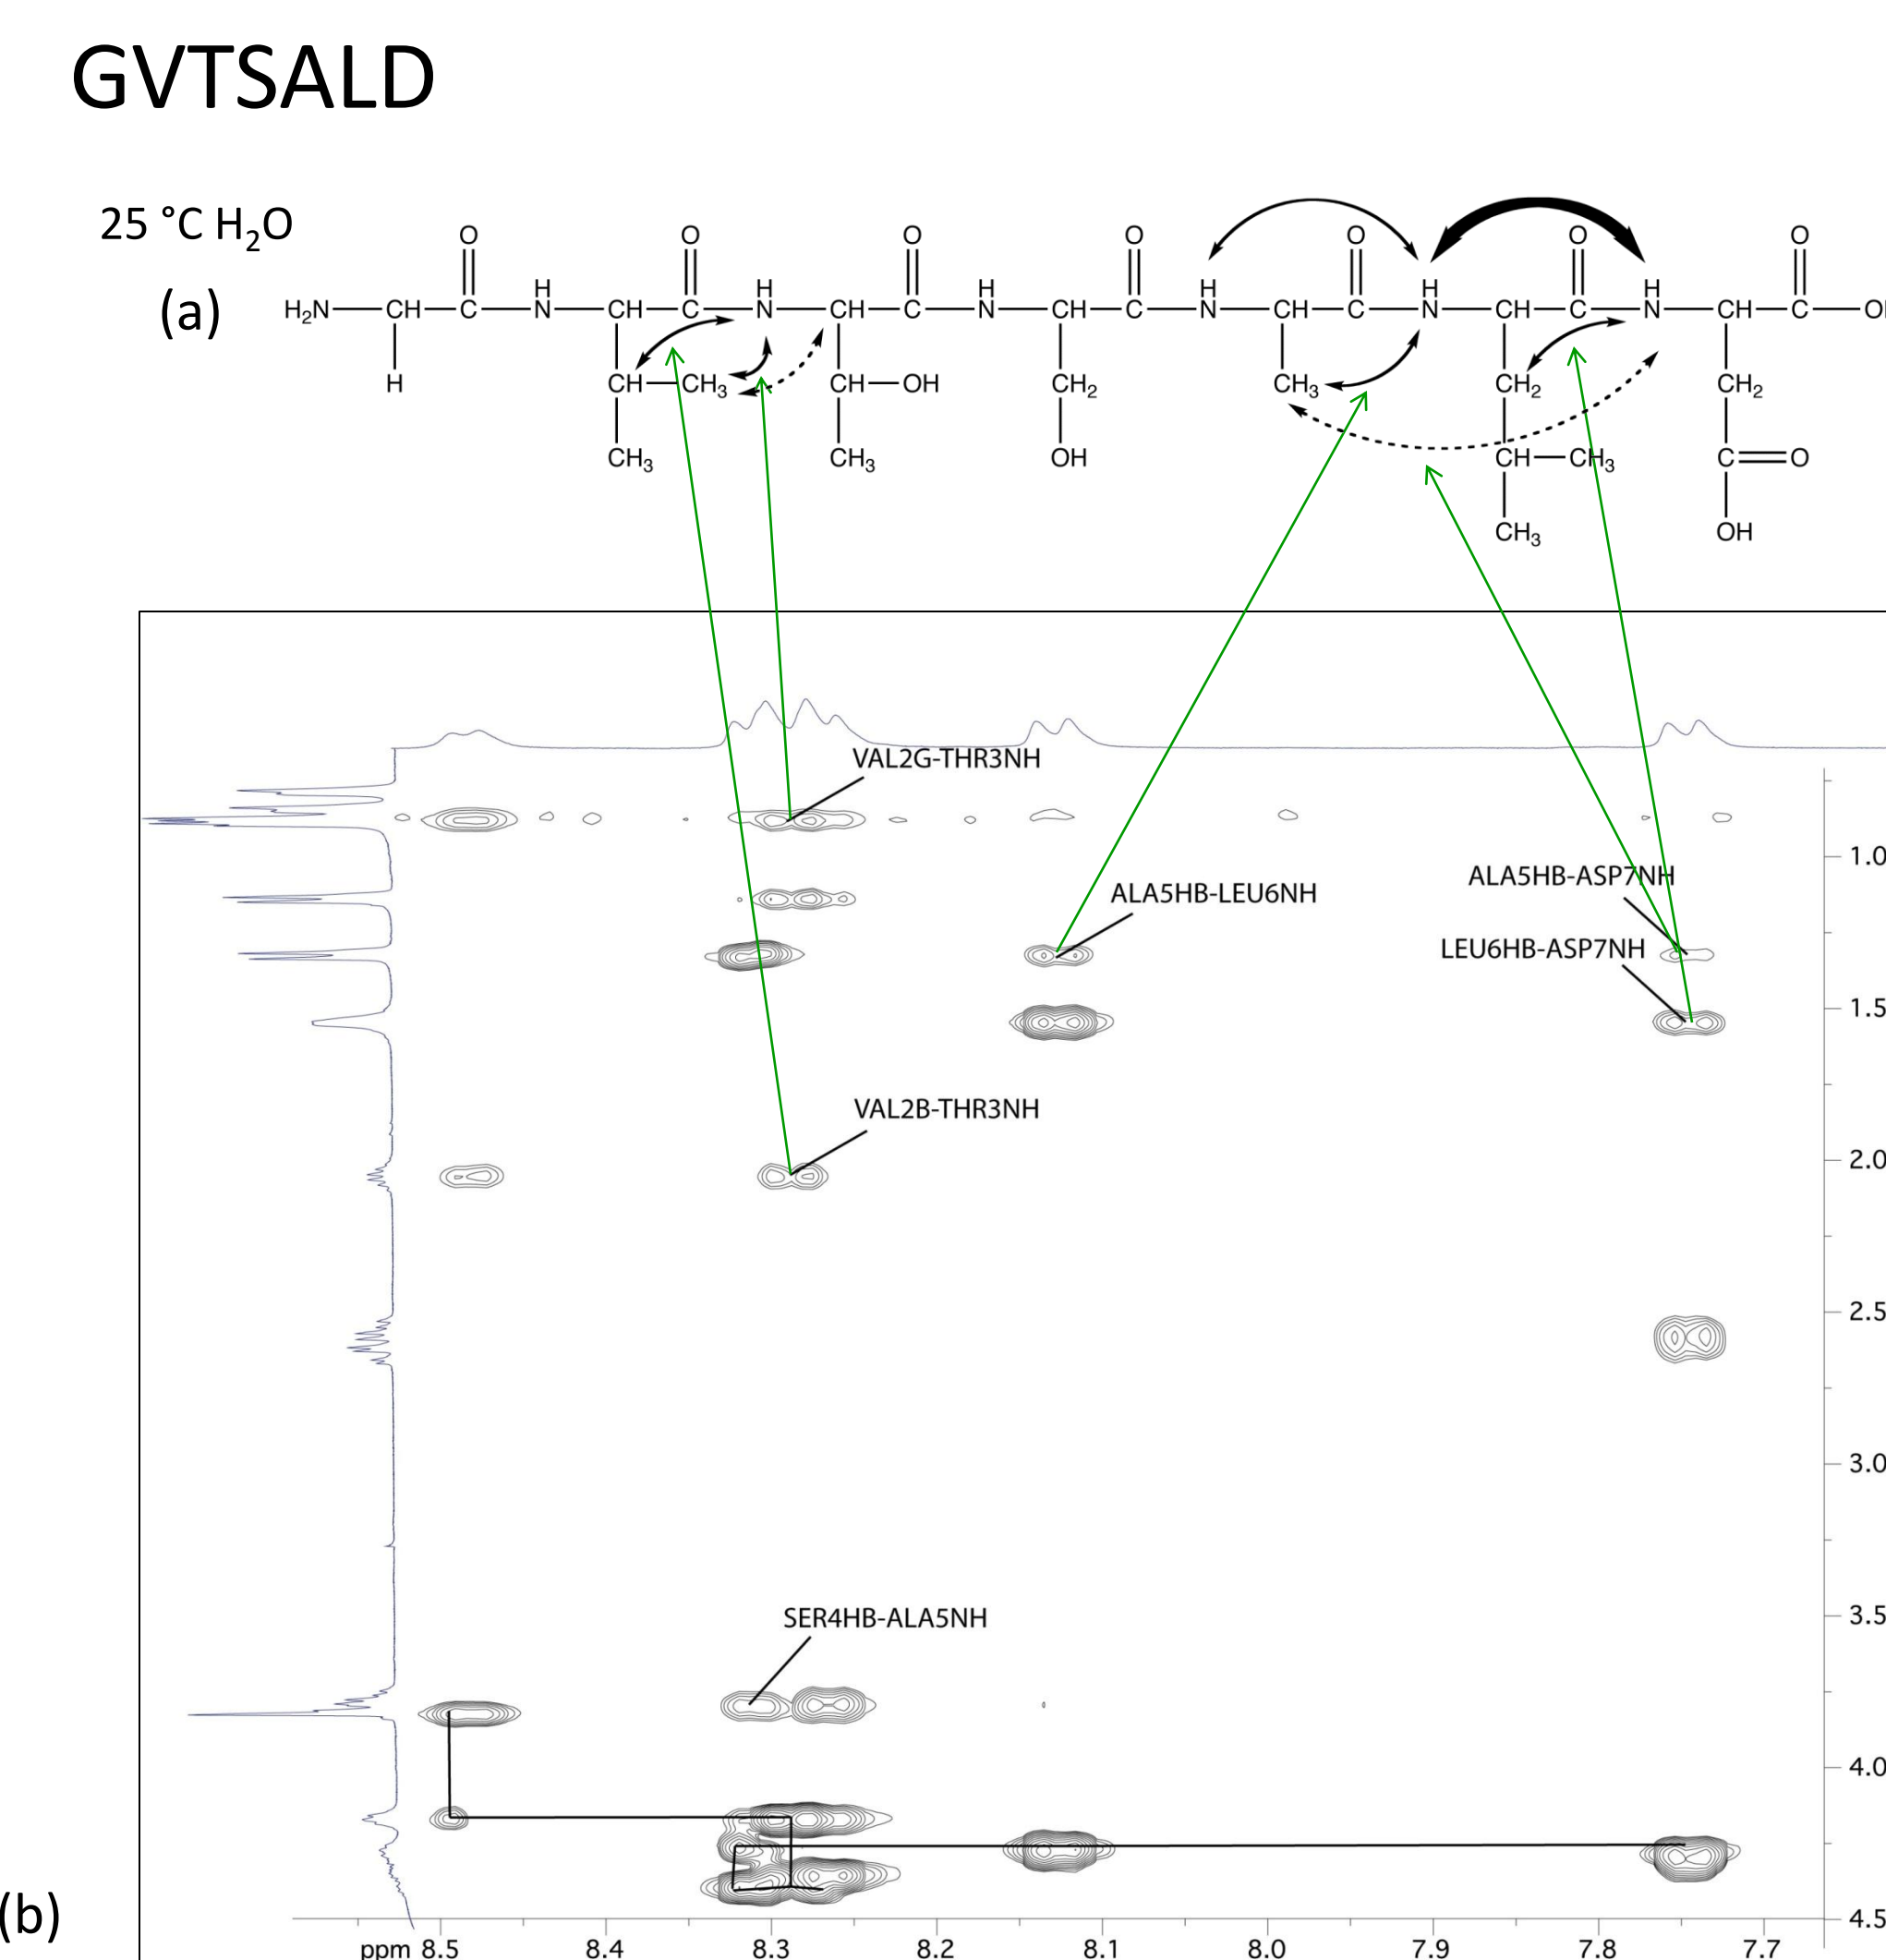 GVTSALD
25 °C H2O
(a)
O O O O O O O
H H H H H H
H2N CH C N CH C N CH C N CH C N CH C N CH C N CH C
H CH CH3 CH OH CH2 CH3 CH2 CH2
CH3 CH3 OH CH CH3 C O
CH3 OH
VAL2G-THR3NH
1.0
ALA5HB-ASP7NH
ALA5HB-LEU6NH
LEU6HB-ASP7NH
1.5
VAL2B-THR3NH
2.0
2.5
3.0
3.5
SER4HB-ALA5NH
4.0
4.5
(b)
ppm 8.5 8.4 8.3 8.2 8.1 8.0 7.9 7.8 7.7